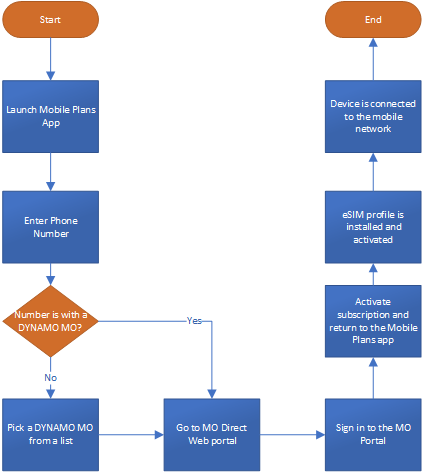 Start
Launch Mobile Plans
App
Enter Phone
Number
Number is with a
DYNAMO MO?
Yes
No
Pick a DYNAMO MO
from a list
Go to MO Direct
Web portal
Sign in to the MO
Portal
Activate
subscription and
return to the Mobile
Plans app
eSIM profile is
installed and
activated
Device is connected
to the mobile
network
End